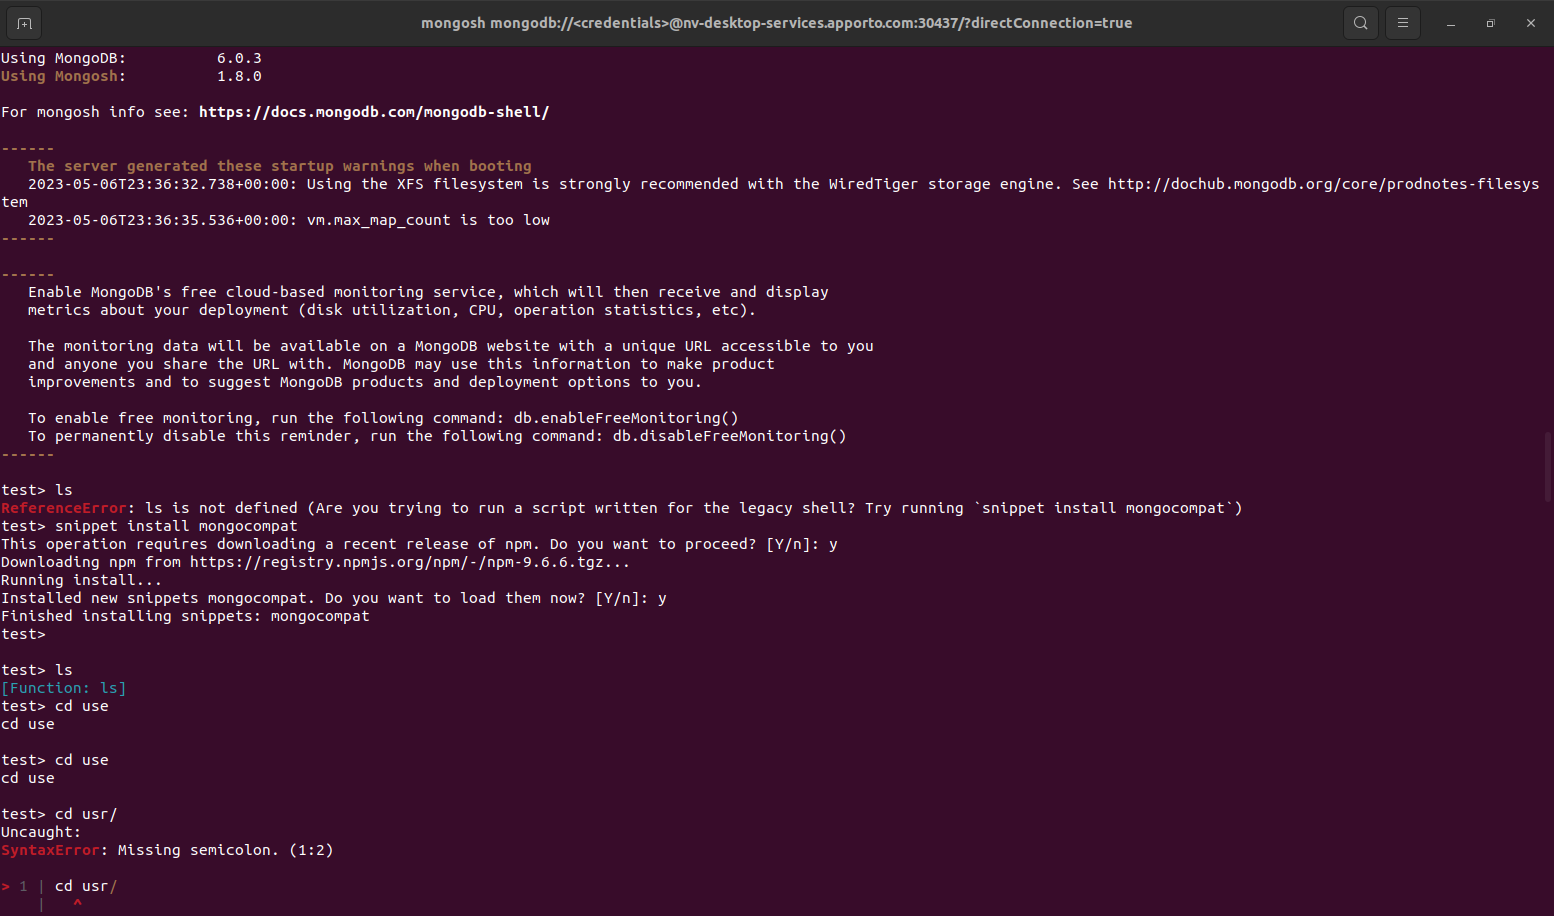 mongosh mongodb://<credentials>@nv-desktop-services.apporto.com:30437/?directConnection=true
Using MongoDB:          6.0.3
Using Mongosh:          1.8.0
For mongosh info see: https://docs.mongodb.com/mongodb-shell/
------
   The server generated these startup warnings when booting
   2023-05-06T23:36:32.738+00:00: Using the XFS filesystem is strongly recommended with the WiredTiger storage engine. See http://dochub.mongodb.org/core/prodnotes-filesys
tem
   2023-05-06T23:36:35.536+00:00: vm.max_map_count is too low
------
------
   Enable MongoDB's free cloud-based monitoring service, which will then receive and display
   metrics about your deployment (disk utilization, CPU, operation statistics, etc).
   The monitoring data will be available on a MongoDB website with a unique URL accessible to you
   and anyone you share the URL with. MongoDB may use this information to make product
   improvements and to suggest MongoDB products and deployment options to you.
   To enable free monitoring, run the following command: db.enableFreeMonitoring()
   To permanently disable this reminder, run the following command: db.disableFreeMonitoring()
------
test> ls
ReferenceError: ls is not defined (Are you trying to run a script written for the legacy shell? Try running `snippet install mongocompat`)
test> snippet install mongocompat
This operation requires downloading a recent release of npm. Do you want to proceed? [Y/n]: y
Downloading npm from https://registry.npmjs.org/npm/-/npm-9.6.6.tgz...
Running install...
Installed new snippets mongocompat. Do you want to load them now? [Y/n]: y
Finished installing snippets: mongocompat
test>
test> ls
[Function: ls]
test> cd use
cd use
test> cd use
cd use
test> cd usr/
Uncaught:
SyntaxError: Missing semicolon. (1:2)
> 1 | cd usr/
    |   ^